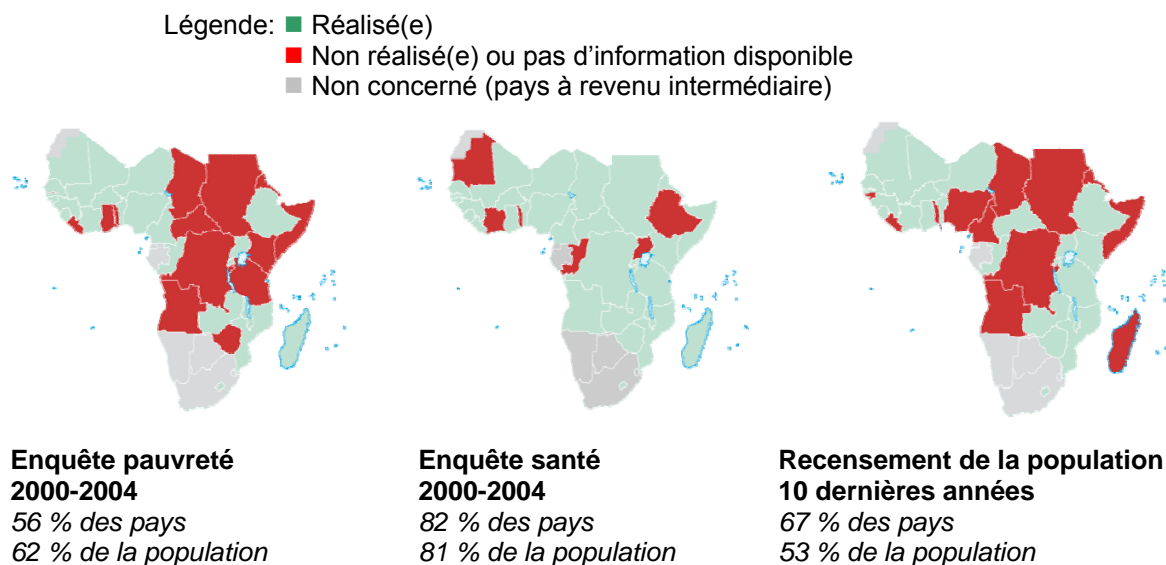 Légende: Réalisé(e)
Non réalisé(e) ou pas d’information disponible
Non concerné (pays à revenu intermédiaire)
Enquête pauvreté
2000-2004
56 % des pays
62 % de la population
Enquête santé
2000-2004
82 % des pays
81 % de la population
Recensement de la population
10 dernières années
67 % des pays
53 % de la population